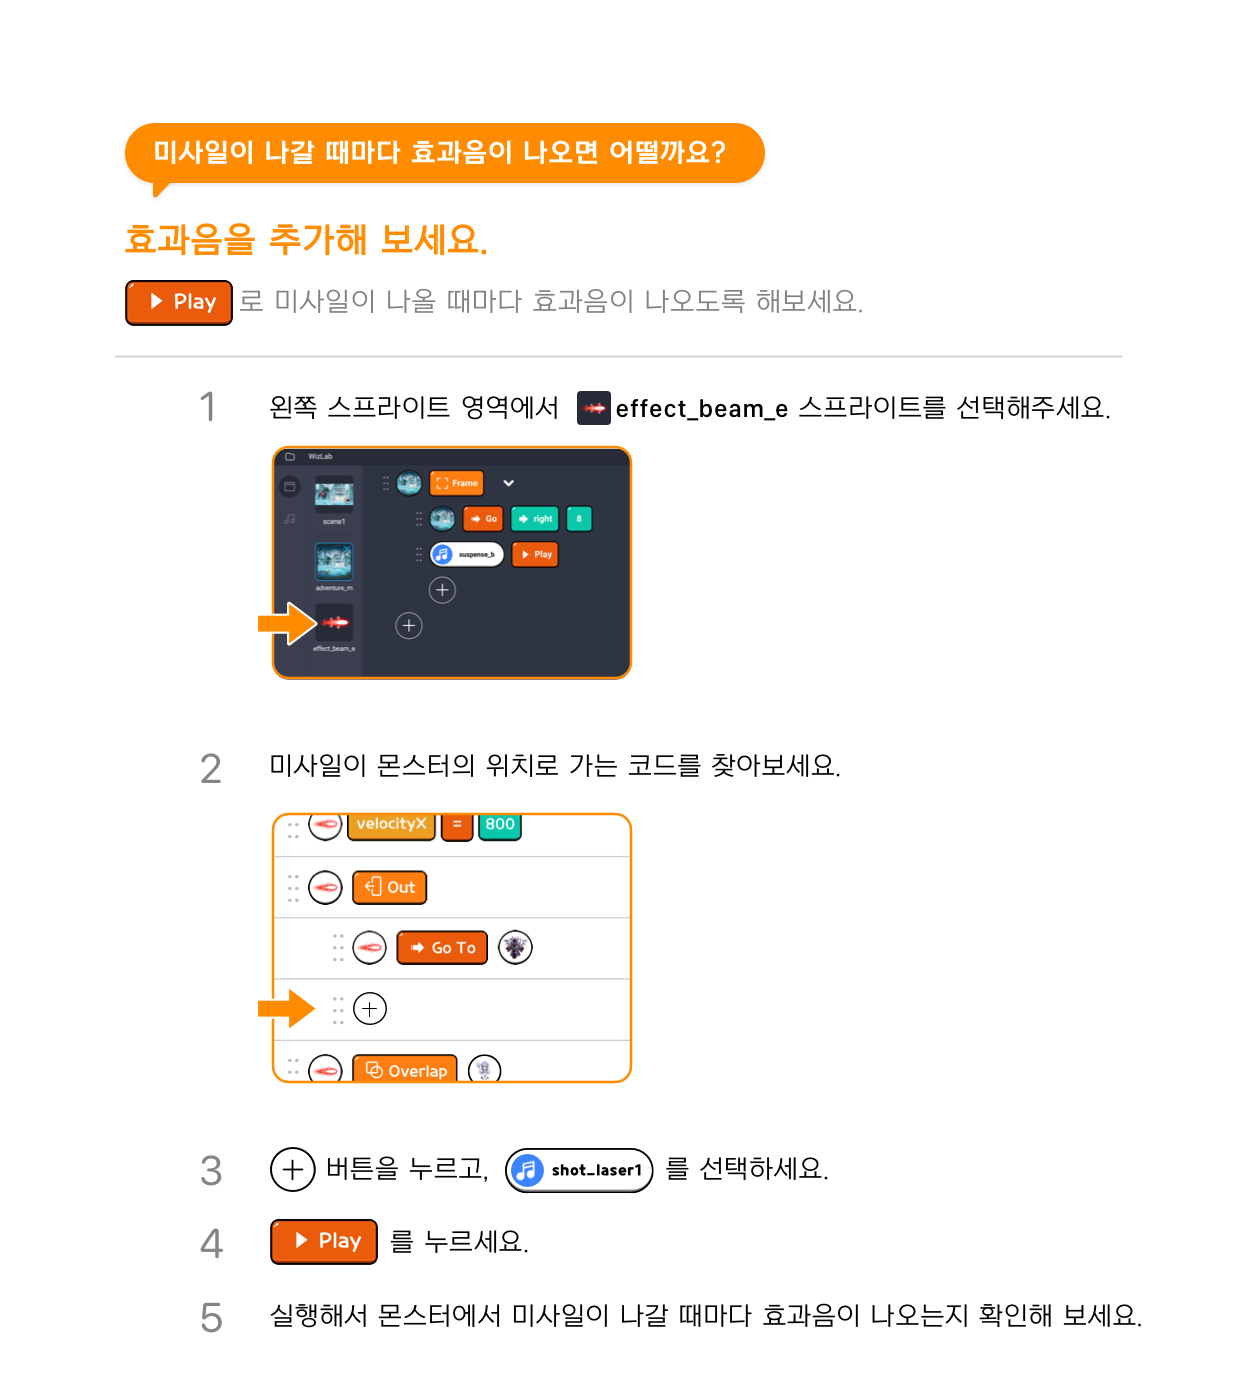 미사일이 나갈 때마다 효과음이 나오면 어떨까요?
효과음을 추가해 보세요.
Play 로 미사일이 나올 때마다 효과음이 나오도록 해보세요.
1 왼쪽 스프라이트 영역에서 effect_beam_e 스프라이트를 선택해주세요.
WizLab
Frame
scene1
Go right 8
suspense_b Play
adventure_m
effect_beam_e
2 미사일이 몬스터의 위치로 가는 코드를 찾아보세요.
velocityX = 800
Out
Go To
Overlap
3 버튼을 누르고, shot_laser1 를 선택하세요.
4 Play 를 누르세요.
5 실행해서 몬스터에서 미사일이 나갈 때마다 효과음이 나오는지 확인해 보세요.